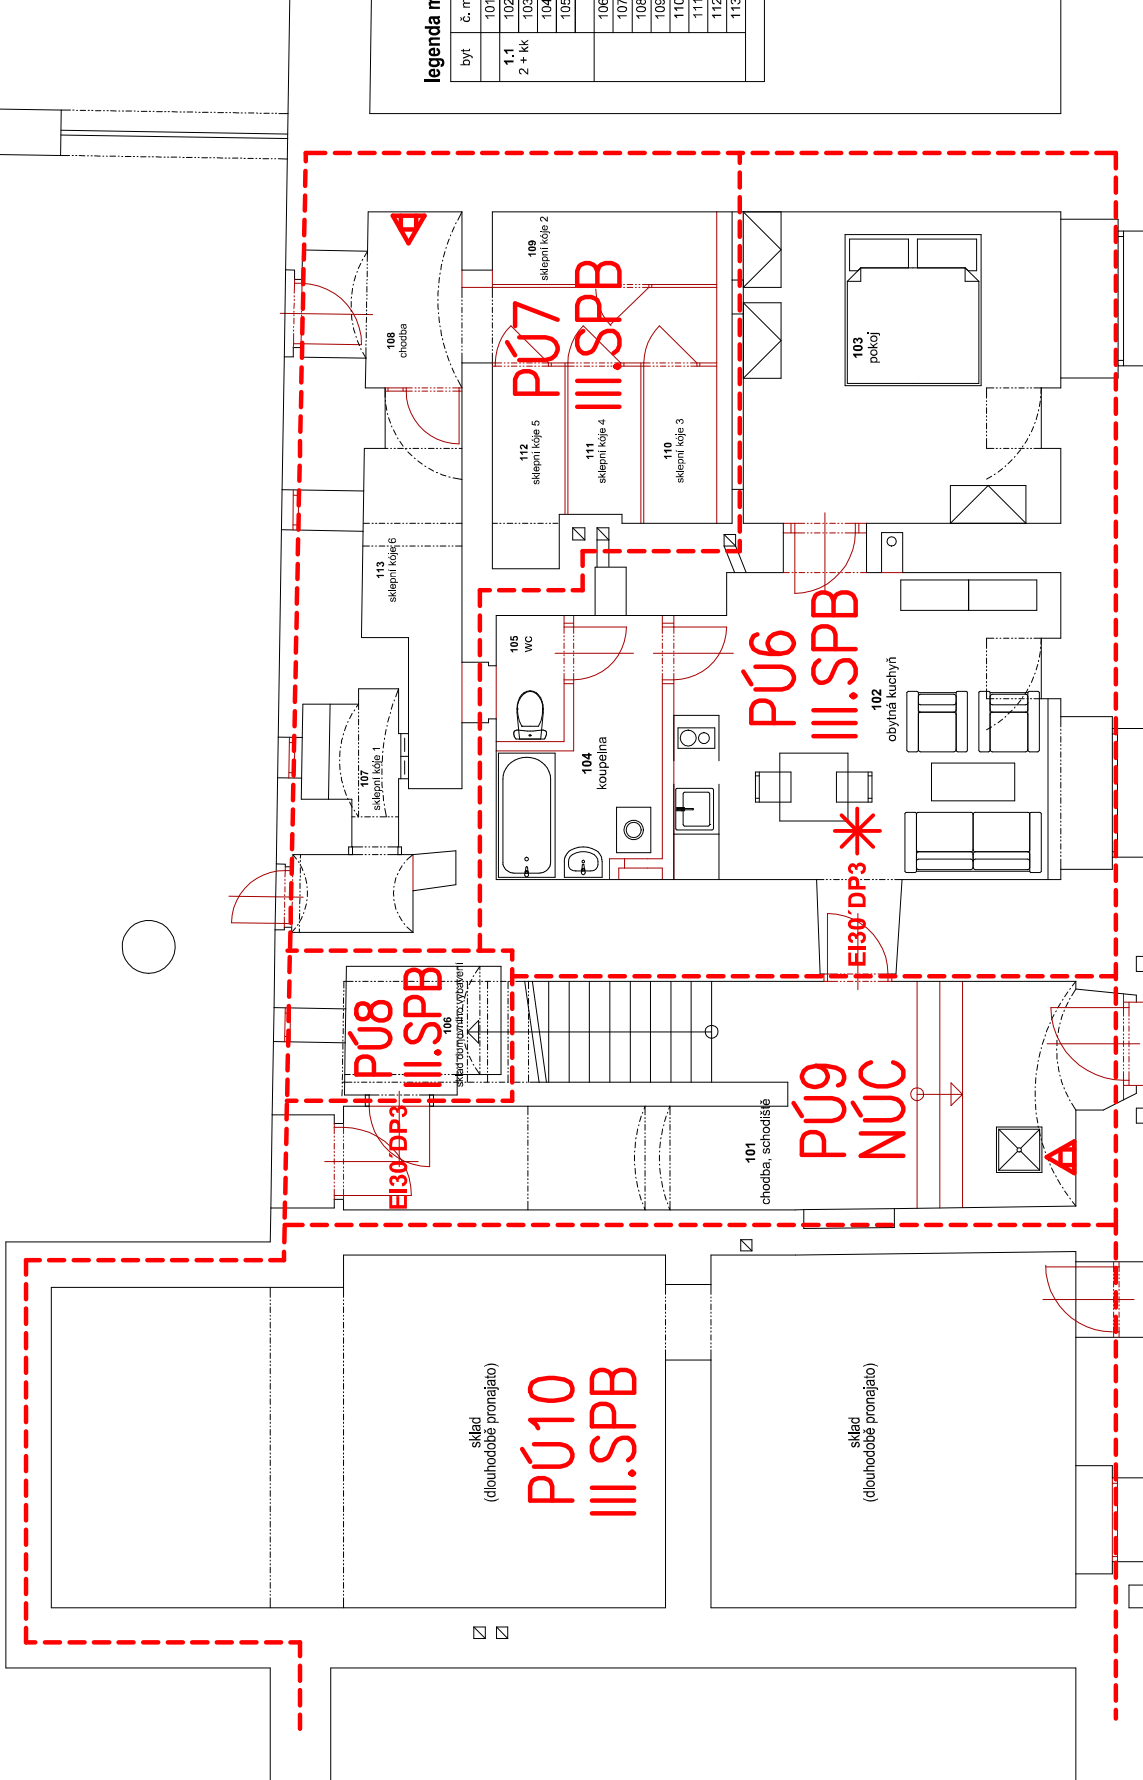 legenda m
byt
č. m
101
102
103
104
105
106
107
108
109
110
111
112
113
1.1
2 + kk
109
sklepní kóje 2
108
chodba
PÚ7
III.SPB
103
pokoj
112
sklepní kóje 5
111
sklepní kóje 4
110
sklepní kóje 3
113
sklepní kóje 6
105
WC
PÚ6
III.SPB
102
obytná kuchyň
104
koupelna
107
sklepní kóje 1
EI30 DP3
PÚ8
III.SPB
106
sklad domovního vybavení
EI30 DP3
PÚ9
NÚC
101
chodba, schodiště
sklad
(dlouhodobě pronajato)
PÚ10
III.SPB
sklad
(dlouhodobě pronajato)